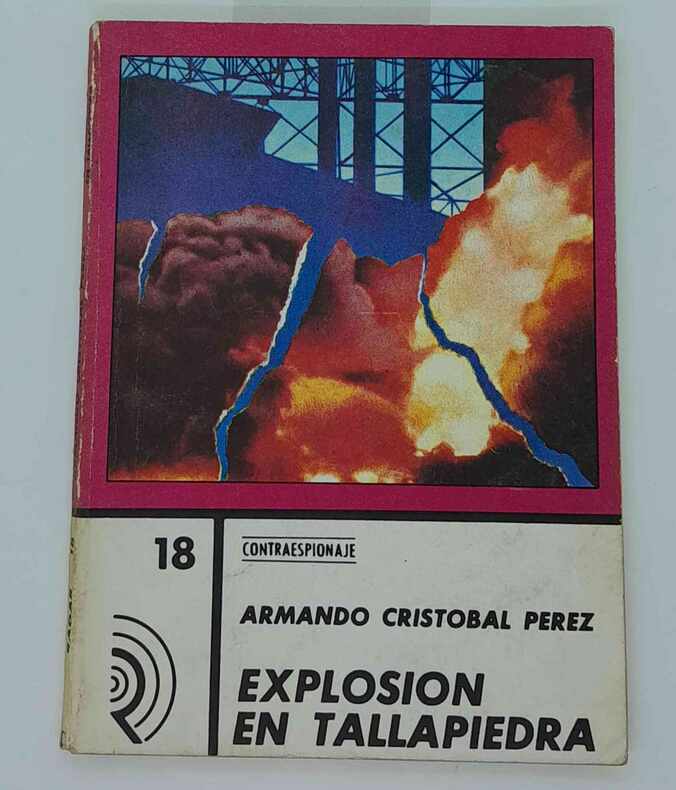 18
CONTRAESPIONAJE
ARMANDO CRISTOBAL PEREZ
EXPLOSION
EN TALLAPIEDRA